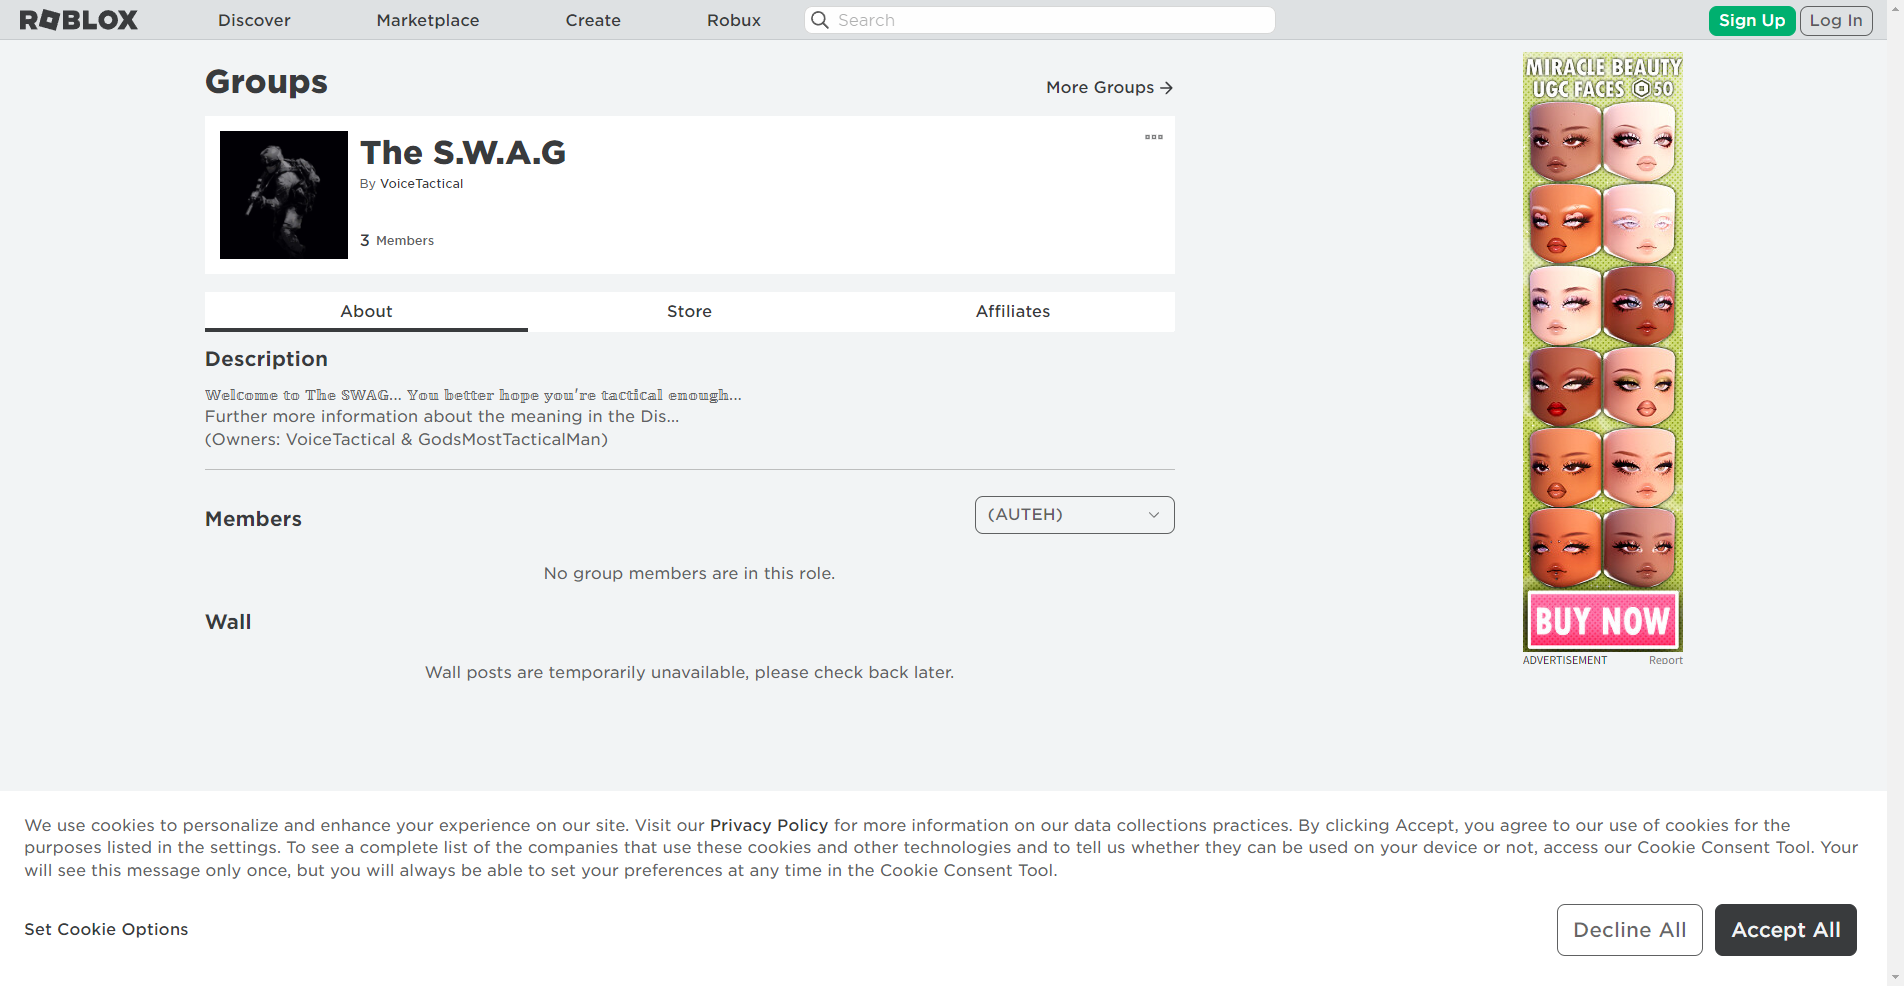 ROBLOX
Discover
Marketplace
Create
Robux
Search
Sign Up
Log In
Groups
More Groups
The S.W.A.G
By VoiceTactical
3 Members
About
Store
Affiliates
Description
𝕎𝕖𝕝𝕔𝕠𝕞𝕖 𝕥𝕠 𝕋𝕙𝕖 𝕊𝕎𝔸𝔾... 𝕐𝕠𝕦 𝕓𝕖𝕥𝕥𝕖𝕣 𝕙𝕠𝕡𝕖 𝕪𝕠𝕦'𝕣𝕖 𝕥𝕒𝕔𝕥𝕚𝕔𝕒𝕝 𝕖𝕟𝕠𝕦𝕘𝕙...
Further more information about the meaning in the Dis...
(Owners: VoiceTactical & GodsMostTacticalMan)
Members
(AUTEH)
No group members are in this role.
Wall
Wall posts are temporarily unavailable, please check back later.
MIRACLE BEAUTY
UGC FACES 50
BUY NOW
ADVERTISEMENT
Report
We use cookies to personalize and enhance your experience on our site. Visit our Privacy Policy for more information on our data collections practices. By clicking Accept, you agree to our use of cookies for the
purposes listed in the settings. To see a complete list of the companies that use these cookies and other technologies and to tell us whether they can be used on your device or not, access our Cookie Consent Tool. Your
will see this message only once, but you will always be able to set your preferences at any time in the Cookie Consent Tool.
Set Cookie Options
Decline All
Accept All